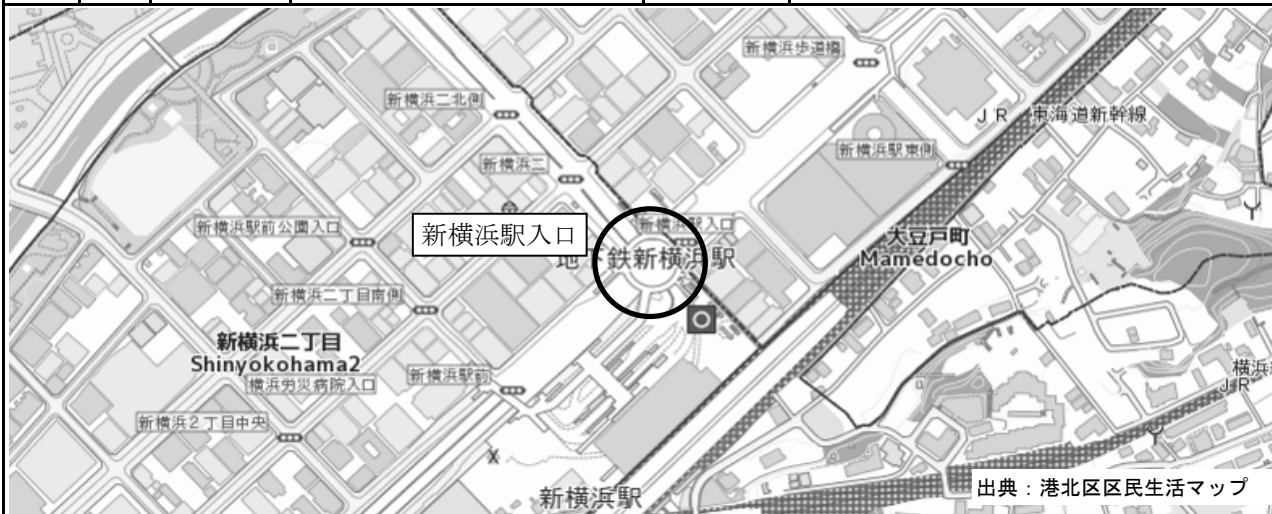 新横浜歩道橋
新横浜二北側
JR 東海道新幹線
新横浜駅東側
新横浜二
新横浜駅前公園入口
新横浜駅入口
新横浜駅入口
大豆戸町
Mamedocho
地下鉄新横浜駅
新横浜二丁目南側
新横浜二丁目
Shinyokohama2
横浜労災病院入口
新横浜駅前
横浜
JR
新横浜2丁目中央
新横浜駅
出典：港北区区民生活マップ